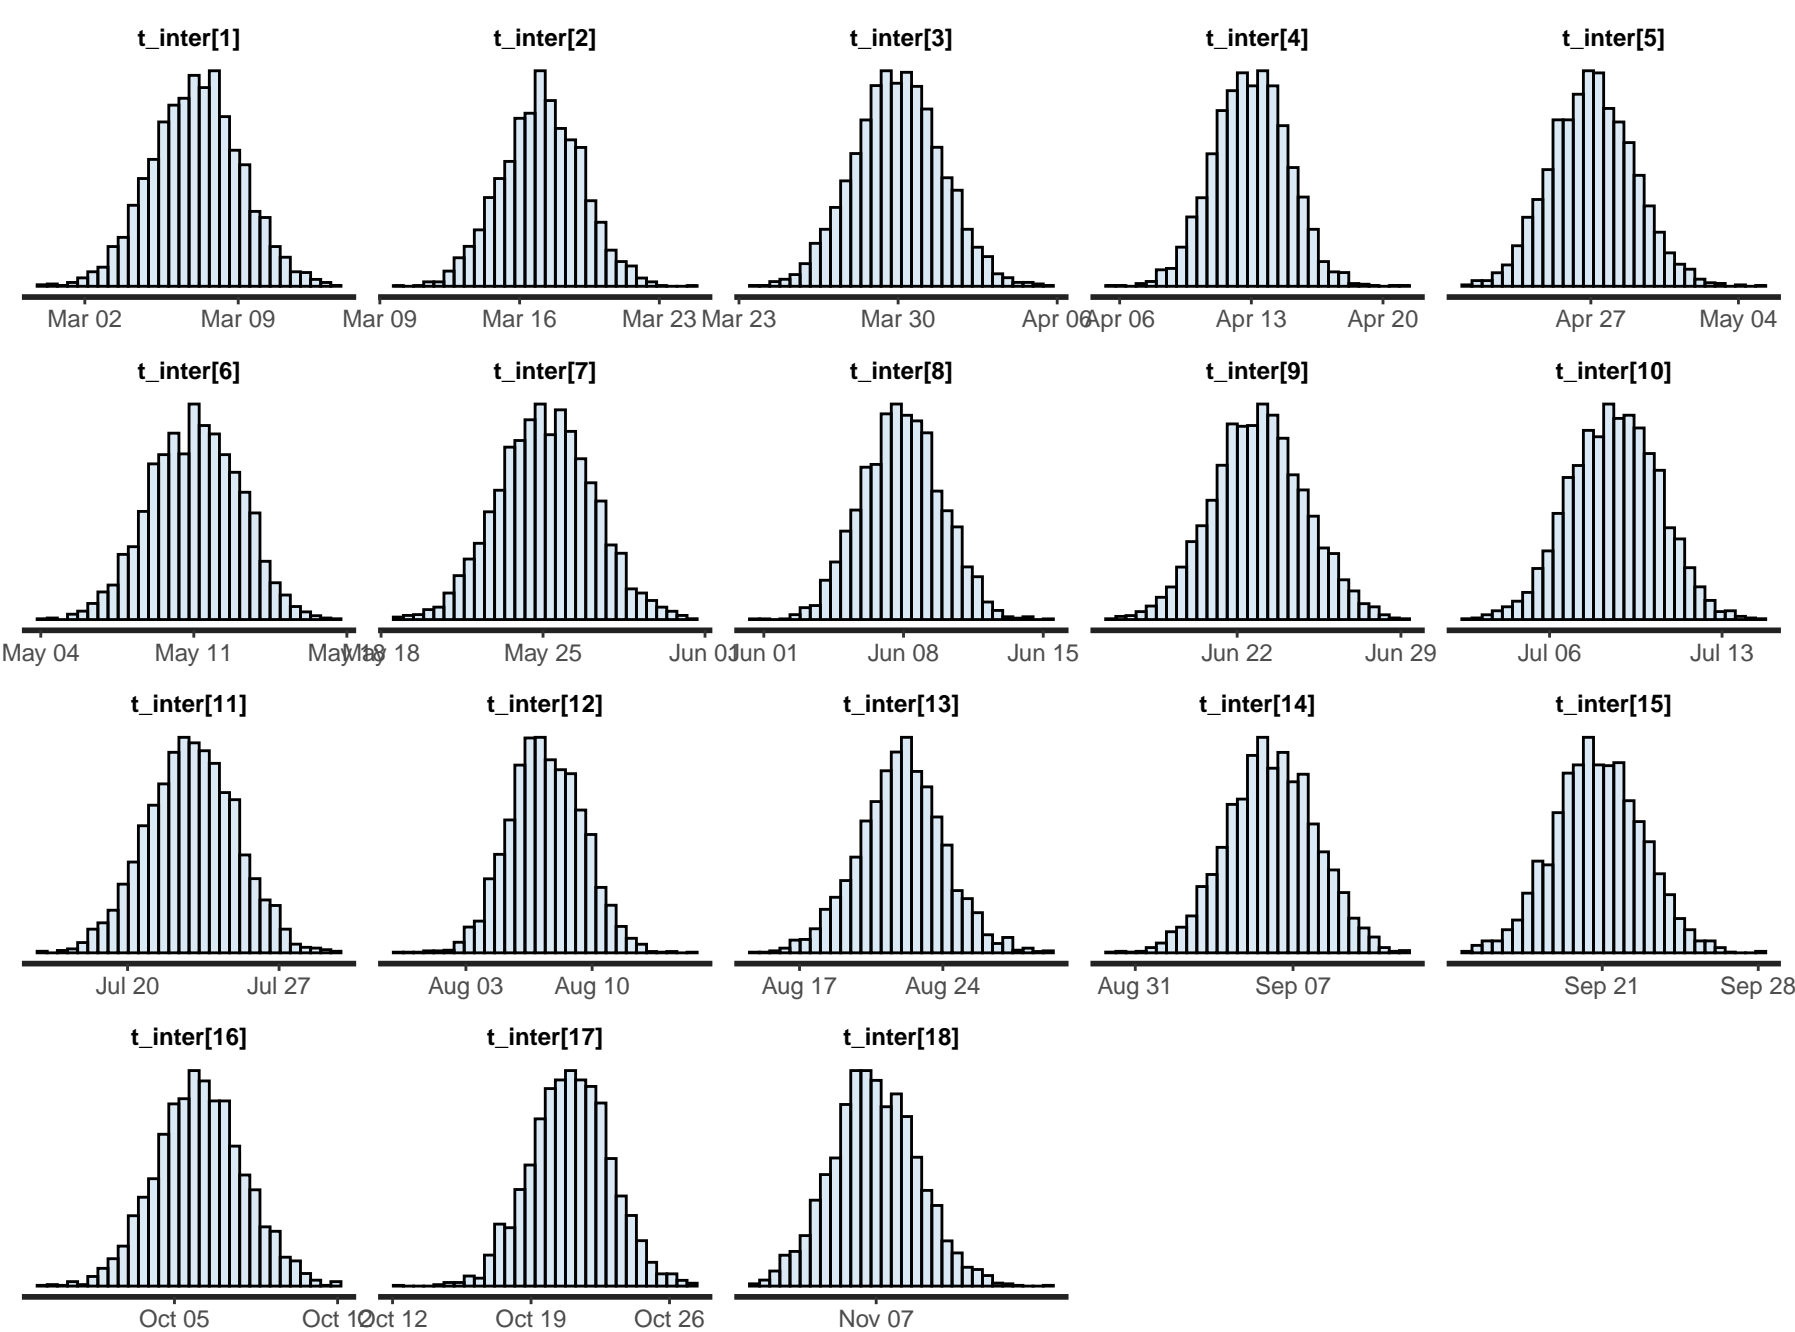 t_inter[1] t_inter[2] t_inter[3] t_inter[4] t_inter[5]
Mar 02 Mar 09 Mar 09 Mar 16 Mar 23 Mar 23 Mar 30 Apr 06 Apr 06 Apr 13 Apr 20 Apr 27 May 04
t_inter[6] t_inter[7] t_inter[8] t_inter[9] t_inter[10]
May 04 May 11 May 18 May 18 May 25 Jun 01 Jun 01 Jun 08 Jun 15 Jun 22 Jun 29 Jul 06 Jul 13
t_inter[11] t_inter[12] t_inter[13] t_inter[14] t_inter[15]
Jul 20 Jul 27 Aug 03 Aug 10 Aug 17 Aug 24 Aug 31 Sep 07 Sep 21 Sep 28
t_inter[16] t_inter[17] t_inter[18]
Oct 05 Oct 12 Oct 12 Oct 19 Oct 26 Nov 07